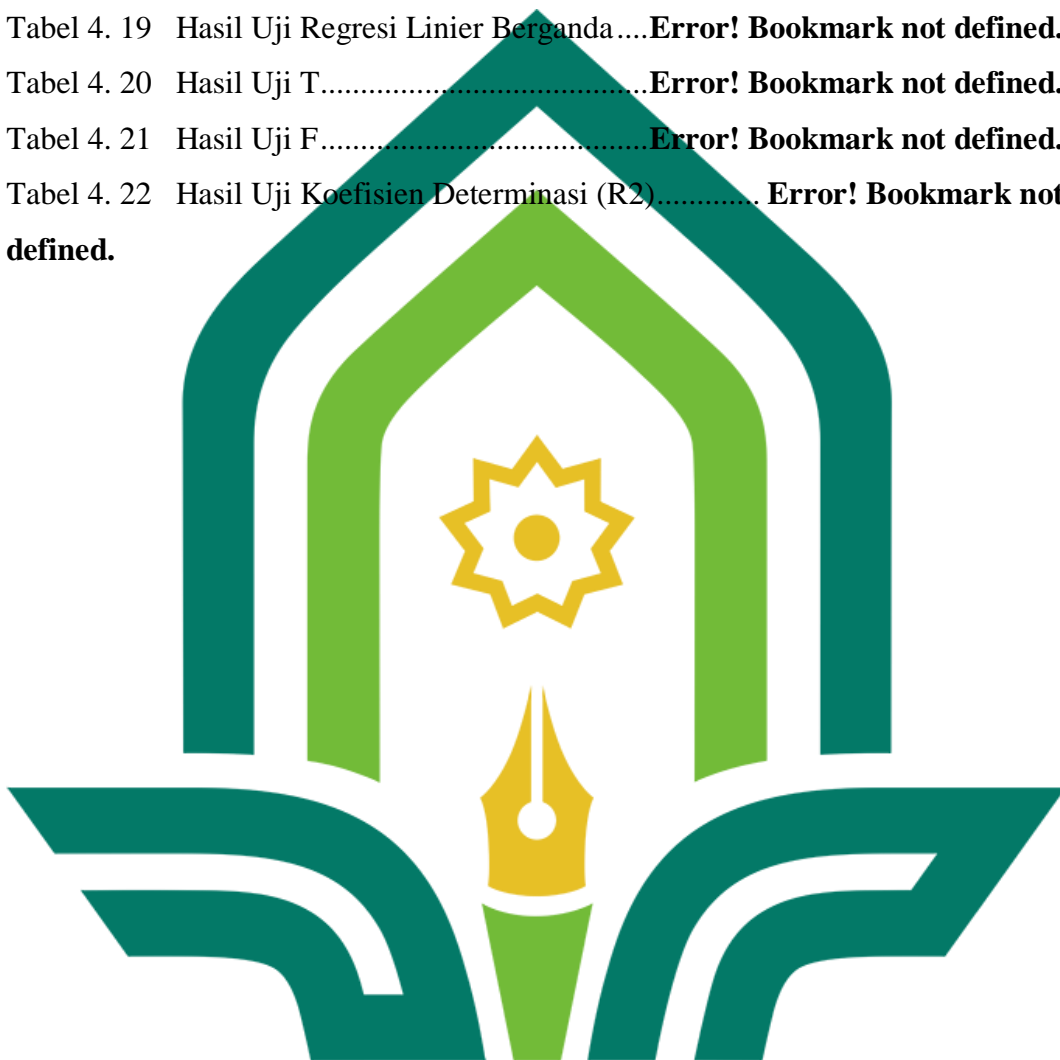 Tabel 4. 19 Hasil Uji Regresi Linier Berganda....Error! Bookmark not defined.
Tabel 4. 20 Hasil Uji T........................................Error! Bookmark not defined.
Tabel 4. 21 Hasil Uji F........................................Error! Bookmark not defined.
Tabel 4. 22 Hasil Uji Koefisien Determinasi (R2)............. Error! Bookmark not
defined.